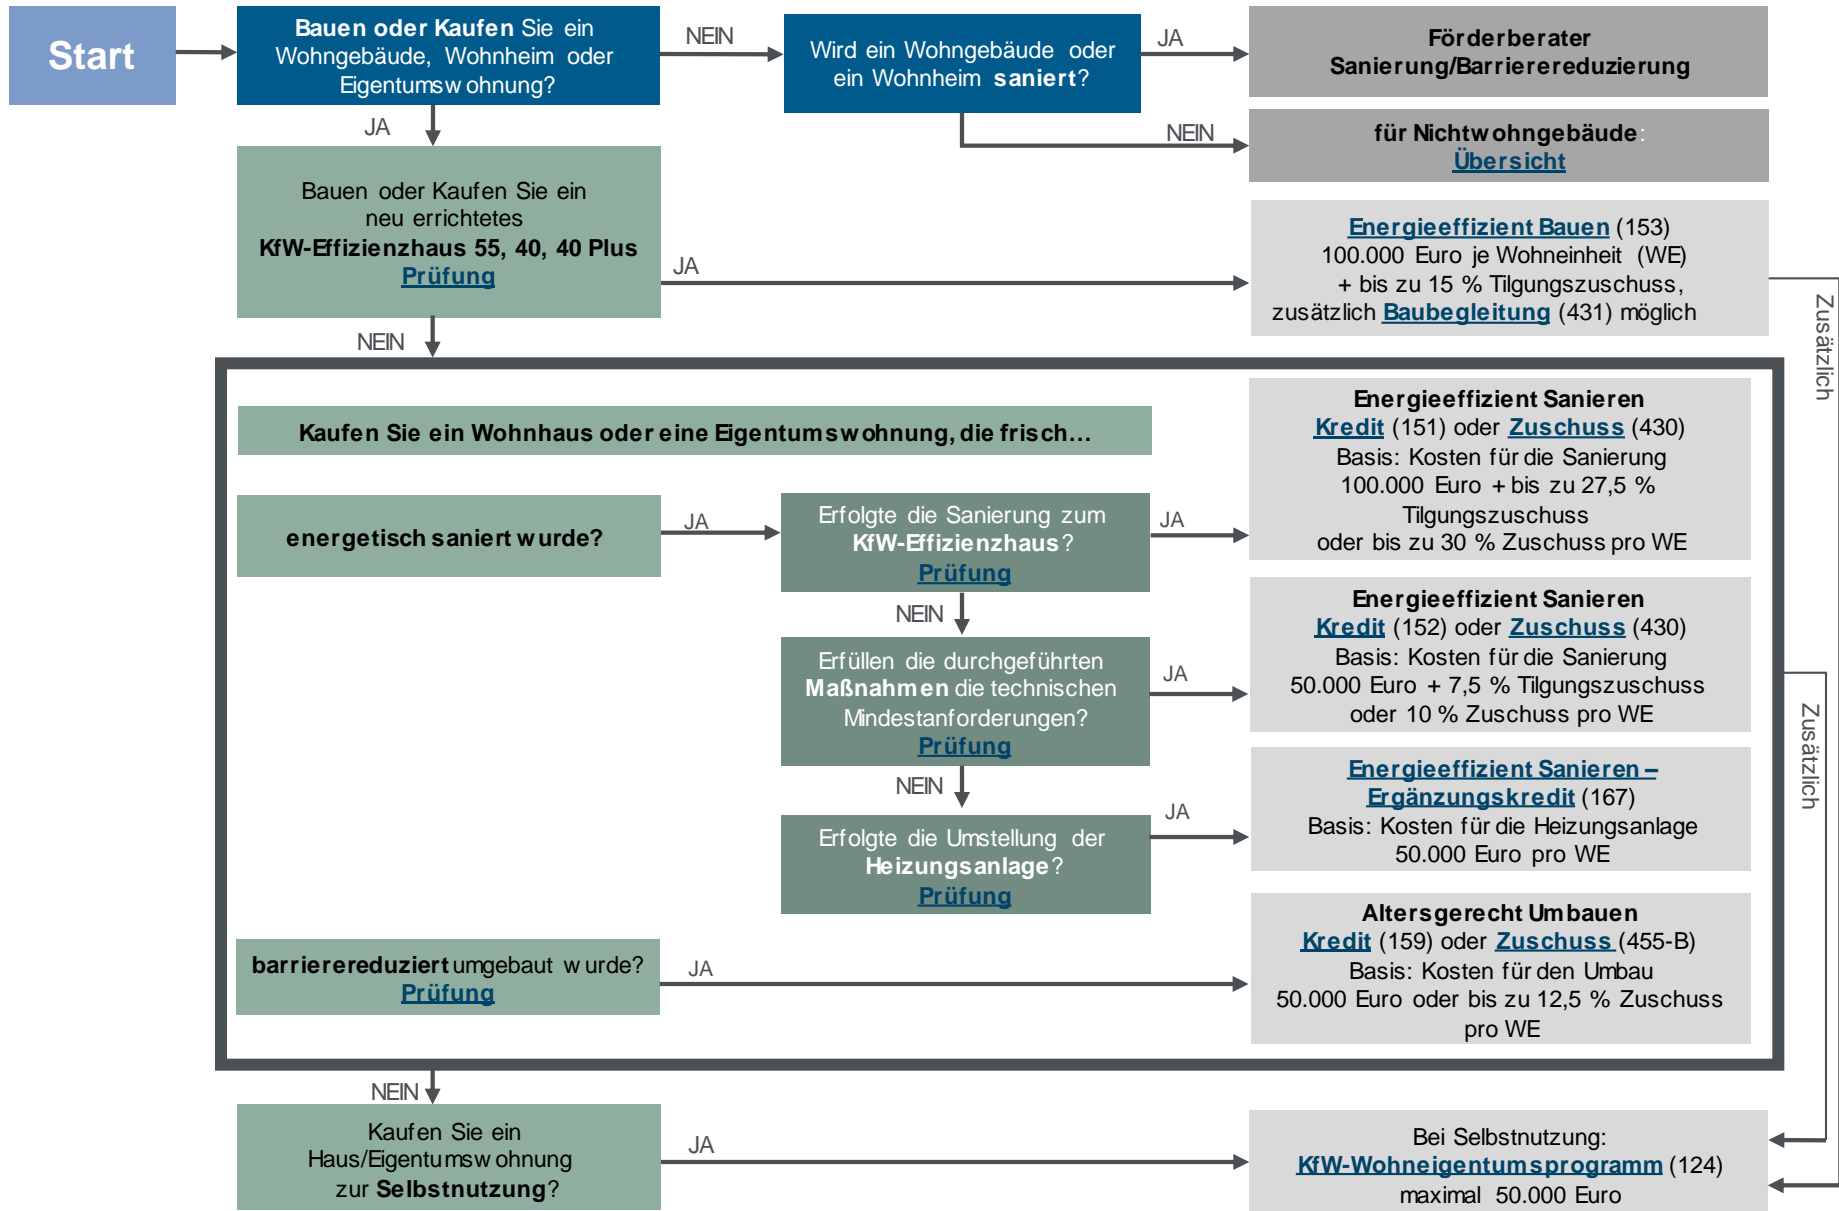 Start
Bauen oder Kaufen Sie ein
Wohngebäude, Wohnheim oder
Eigentumswohnung?
NEIN
Wird ein Wohngebäude oder
ein Wohnheim saniert?
JA
Förderberater
Sanierung/Barrierereduzierung
JA
NEIN
für Nichtwohngebäude:
Übersicht
Bauen oder Kaufen Sie ein
neu errichtetes
KfW-Effizienzhaus 55, 40, 40 Plus
Prüfung
JA
Energieeffizient Bauen (153)
100.000 Euro je Wohneinheit (WE)
+ bis zu 15 % Tilgungszuschuss,
zusätzlich Baubegleitung (431) möglich
Zusätzlich
NEIN
Kaufen Sie ein Wohnhaus oder eine Eigentumswohnung, die frisch…
energetisch saniert wurde?
JA
Erfolgte die Sanierung zum
KfW-Effizienzhaus?
Prüfung
JA
Energieeffizient Sanieren
Kredit (151) oder Zuschuss (430)
Basis: Kosten für die Sanierung
100.000 Euro + bis zu 27,5 %
Tilgungszuschuss
oder bis zu 30 % Zuschuss pro WE
NEIN
Erfüllen die durchgeführten
Maßnahmen die technischen
Mindestanforderungen?
Prüfung
JA
Energieeffizient Sanieren
Kredit (152) oder Zuschuss (430)
Basis: Kosten für die Sanierung
50.000 Euro + 7,5 % Tilgungszuschuss
oder 10 % Zuschuss pro WE
Zusätzlich
NEIN
Erfolgte die Umstellung der
Heizungsanlage?
Prüfung
JA
Energieeffizient Sanieren –
Ergänzungskredit (167)
Basis: Kosten für die Heizungsanlage
50.000 Euro pro WE
barrierereduziert umgebaut wurde?
Prüfung
JA
Altersgerecht Umbauen
Kredit (159) oder Zuschuss (455-B)
Basis: Kosten für den Umbau
50.000 Euro oder bis zu 12,5 % Zuschuss
pro WE
NEIN
Kaufen Sie ein
Haus/Eigentumswohnung
zur Selbstnutzung?
JA
Bei Selbstnutzung:
KfW-Wohneigentumsprogramm (124)
maximal 50.000 Euro